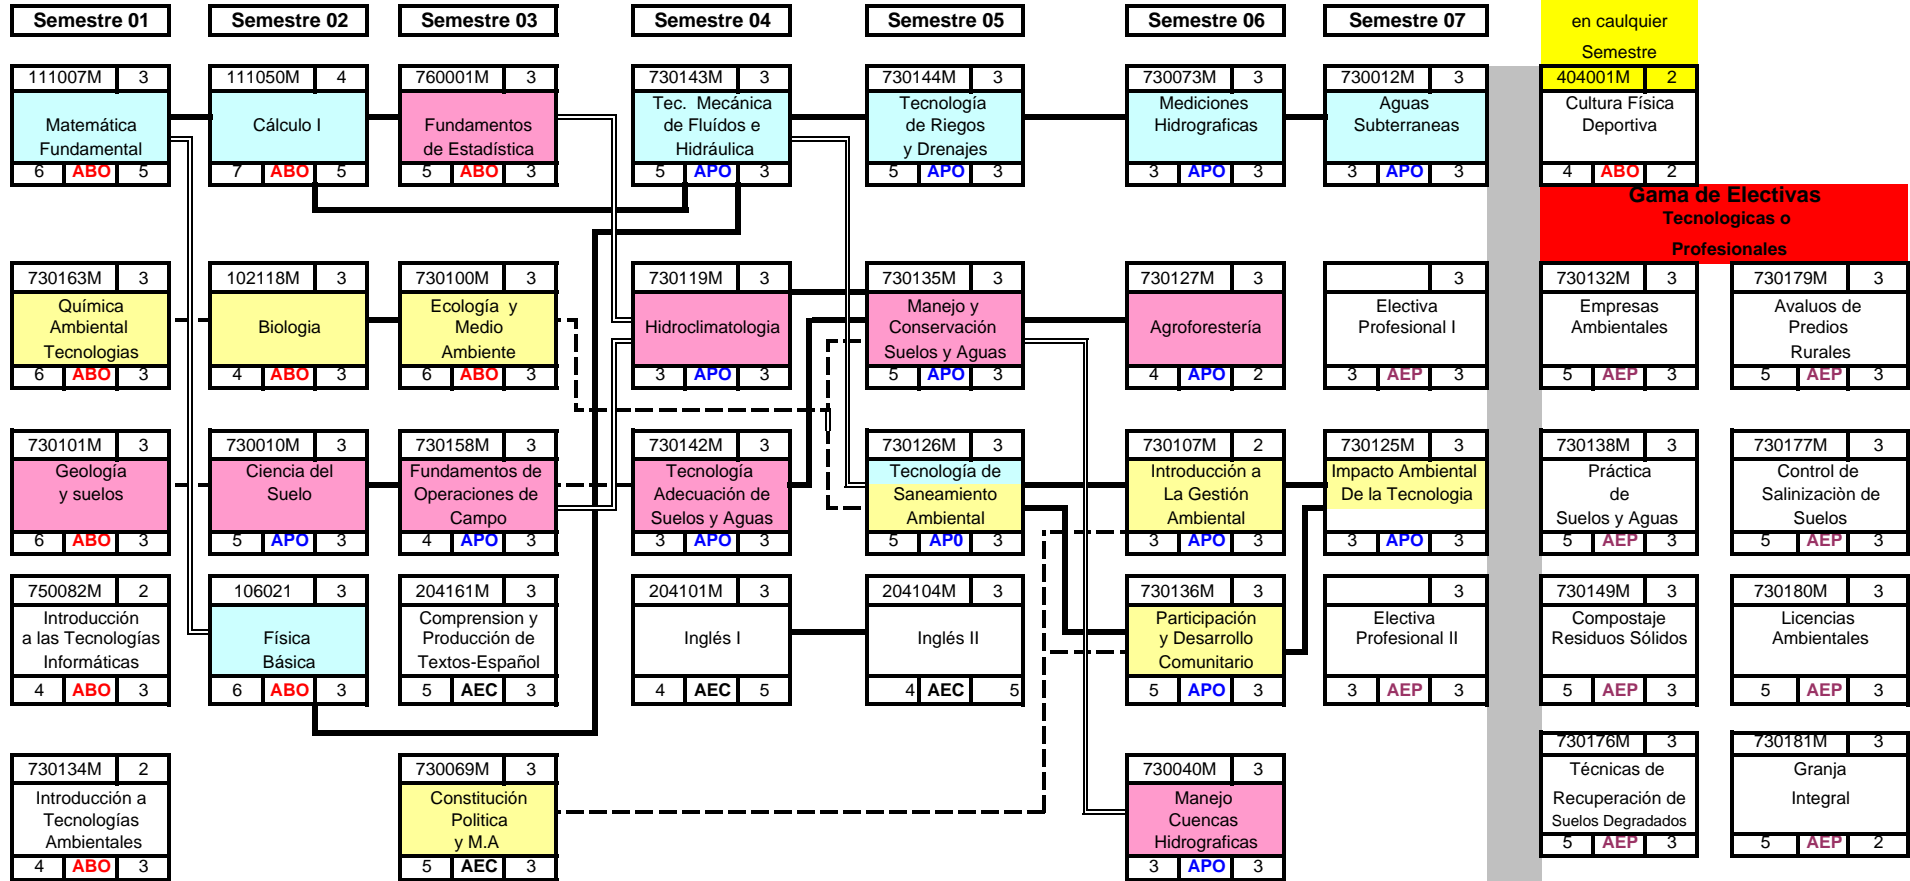 Semestre 01
Semestre 02
Semestre 03
Semestre 04
Semestre 05
Semestre 06
Semestre 07
en caulquier
Semestre
111007M 3
Matemática
Fundamental
6 ABO 5
111050M 4
Cálculo I
7 ABO 5
760001M 3
Fundamentos
de Estadística
5 ABO 3
730143M 3
Tec. Mecánica
de Fluídos e
Hidráulica
5 APO 3
730144M 3
Tecnología
de Riegos
y Drenajes
5 APO 3
730073M 3
Mediciones
Hidrograficas
3 APO 3
730012M 3
Aguas
Subterraneas
3 APO 3
404001M 2
Cultura Física
Deportiva
4 ABO 2
Gama de Electivas
Tecnologicas o
Profesionales
730163M 3
Química
Ambiental
Tecnologias
6 ABO 3
102118M 3
Biologia
4 ABO 3
730100M 3
Ecología y
Medio
Ambiente
6 ABO 3
730119M 3
Hidroclimatologia
3 APO 3
730135M 3
Manejo y
Conservación
Suelos y Aguas
5 APO 3
730127M 3
Agroforestería
4 APO 2
3
Electiva
Profesional I
3 AEP 3
730132M 3
Empresas
Ambientales
5 AEP 3
730179M 3
Avaluos de
Predios
Rurales
5 AEP 3
730101M 3
Geología
y suelos
6 ABO 3
730010M 3
Ciencia del
Suelo
5 APO 3
730158M 3
Fundamentos de
Operaciones de
Campo
4 APO 3
730142M 3
Tecnología
Adecuación de
Suelos y Aguas
3 APO 3
730126M 3
Tecnología de
Saneamiento
Ambiental
5 AP0 3
730107M 2
Introducción a
La Gestión
Ambiental
3 APO 3
730125M 3
Impacto Ambiental
De la Tecnologia
3 APO 3
730138M 3
Práctica
de
Suelos y Aguas
5 AEP 3
730177M 3
Control de
Salinizaciòn de
Suelos
5 AEP 3
750082M 2
Introducción
a las Tecnologías
Informáticas
4 ABO 3
106021 3
Física
Básica
6 ABO 3
204161M 3
Comprension y
Producción de
Textos-Español
5 AEC 3
204101M 3
Inglés I
4 AEC 5
204104M 3
Inglés II
4 AEC 5
730136M 3
Participación
y Desarrollo
Comunitario
5 APO 3
3
Electiva
Profesional II
3 AEP 3
730149M 3
Compostaje
Residuos Sólidos
5 AEP 3
730180M 3
Licencias
Ambientales
5 AEP 3
730134M 2
Introducción a
Tecnologías
Ambientales
4 ABO 3
730069M 3
Constitución
Politica
y M.A
5 AEC 3
730040M 3
Manejo
Cuencas
Hidrograficas
3 APO 3
730176M 3
Técnicas de
Recuperación de
Suelos Degradados
5 AEP 3
730181M 3
Granja
Integral
5 AEP 2